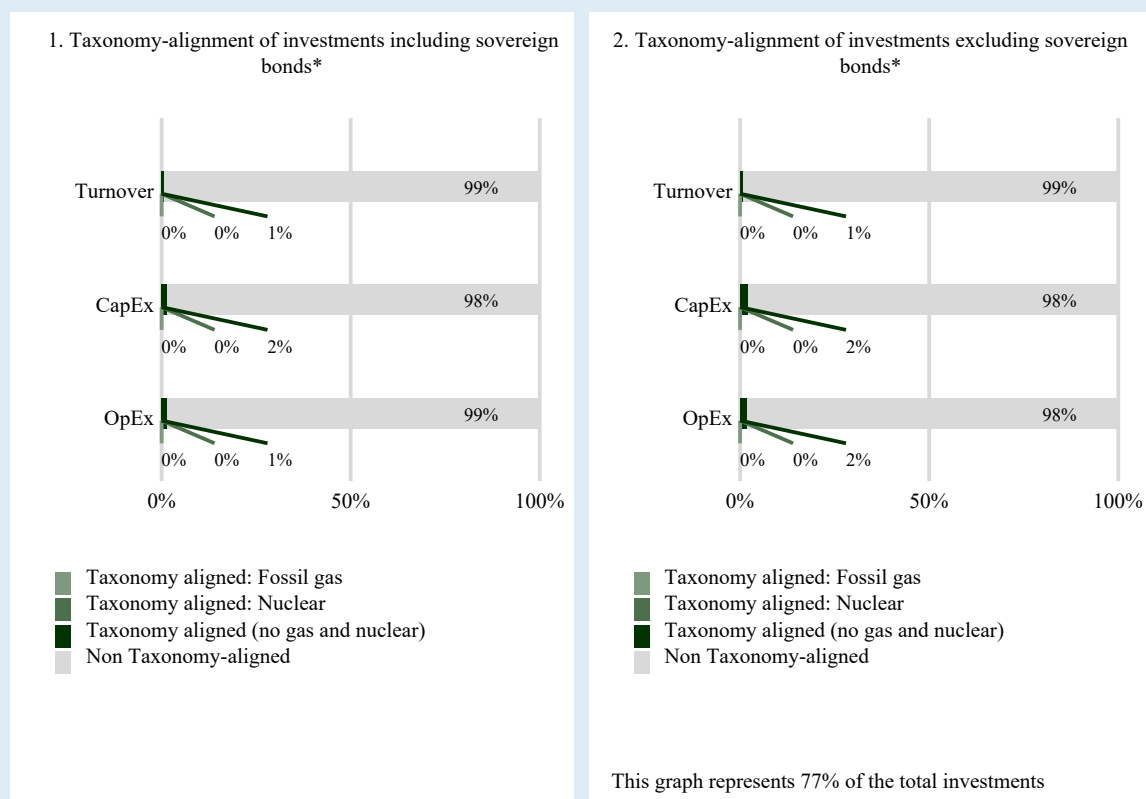 1. Taxonomy-alignment of investments including sovereign
bonds*
Turnover
99%
0% 0% 1%
CapEx
98%
0% 0% 2%
OpEx
99%
0% 0% 1%
0% 50% 100%
Taxonomy aligned: Fossil gas
Taxonomy aligned: Nuclear
Taxonomy aligned (no gas and nuclear)
Non Taxonomy-aligned
2. Taxonomy-alignment of investments excluding sovereign
bonds*
Turnover
99%
0% 0% 1%
CapEx
98%
0% 0% 2%
OpEx
98%
0% 0% 2%
0% 50% 100%
Taxonomy aligned: Fossil gas
Taxonomy aligned: Nuclear
Taxonomy aligned (no gas and nuclear)
Non Taxonomy-aligned
This graph represents 77% of the total investments